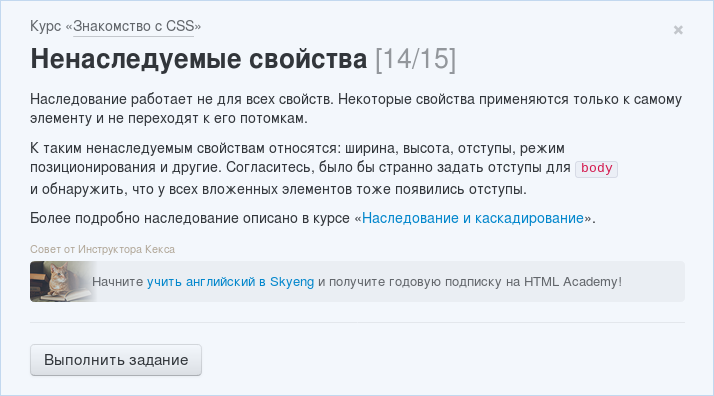 Курс «Знакомство с CSS»
×
Ненаследуемые свойства [14/15]
Наследование работает не для всех свойств. Некоторые свойства применяются только к самому
элементу и не переходят к его потомкам.
К таким ненаследуемым свойствам относятся: ширина, высота, отступы, режим
позиционирования и другие. Согласитесь, было бы странно задать отступы для body
и обнаружить, что у всех вложенных элементов тоже появились отступы.
Более подробно наследование описано в курсе «Наследование и каскадирование».
Совет от Инструктора Кекса
Начните учить английский в Skyeng и получите годовую подписку на HTML Academy!
Выполнить задание